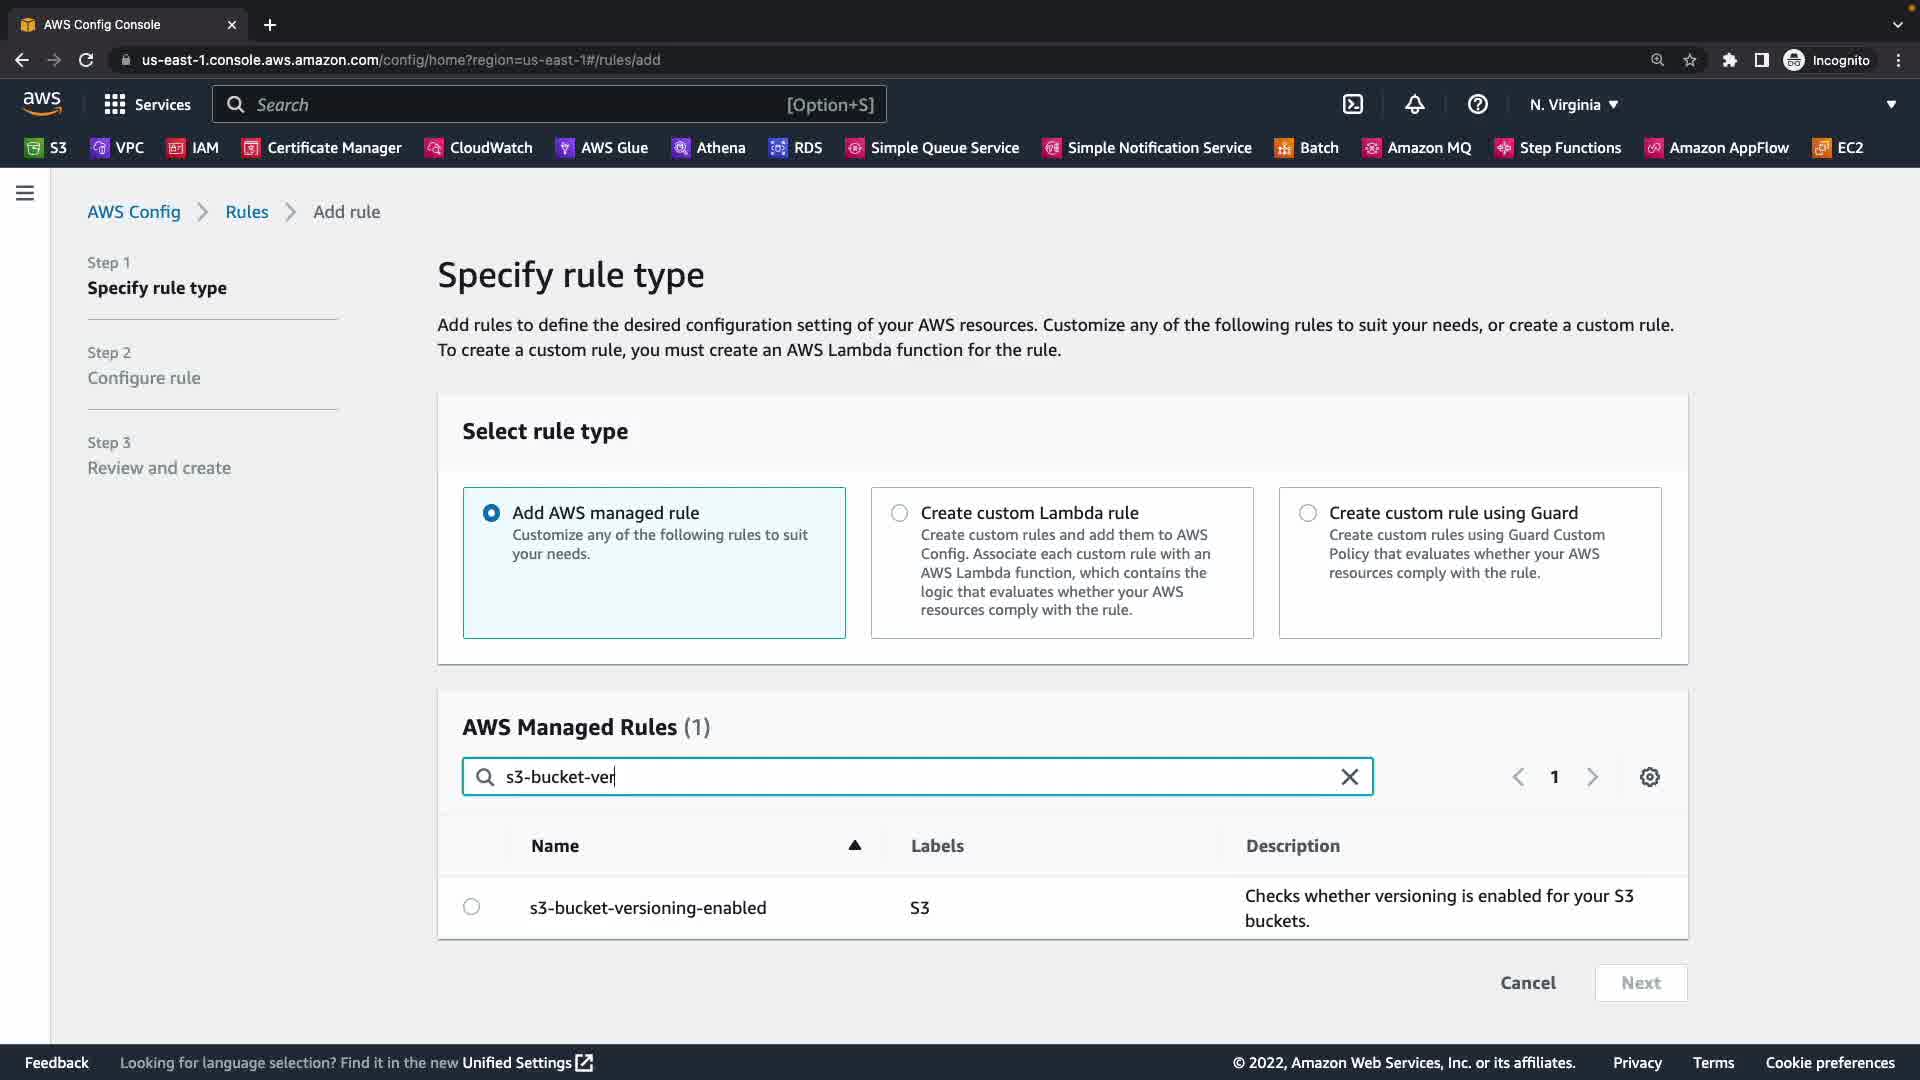 AWS Config Console
us-east-1.console.aws.amazon.com/config/home?region=us-east-1#/rules/add
Incognito
aws
Services
Search
[Option+S]
N. Virginia
S3
VPC
IAM
Certificate Manager
CloudWatch
AWS Glue
Athena
RDS
Simple Queue Service
Simple Notification Service
Batch
Amazon MQ
Step Functions
Amazon AppFlow
EC2
AWS Config
Rules
Add rule
Step 1
Specify rule type
Step 2
Configure rule
Step 3
Review and create
Specify rule type
Add rules to define the desired configuration setting of your AWS resources. Customize any of the following rules to suit your needs, or create a custom rule.
To create a custom rule, you must create an AWS Lambda function for the rule.
Select rule type
Add AWS managed rule
Customize any of the following rules to suit
your needs.
Create custom Lambda rule
Create custom rules and add them to AWS
Config. Associate each custom rule with an
AWS Lambda function, which contains the
logic that evaluates whether your AWS
resources comply with the rule.
Create custom rule using Guard
Create custom rules using Guard Custom
Policy that evaluates whether your AWS
resources comply with the rule.
AWS Managed Rules (1)
s3-bucket-ver
1
Name
Labels
Description
s3-bucket-versioning-enabled
S3
Checks whether versioning is enabled for your S3
buckets.
Cancel
Next
Feedback
Looking for language selection? Find it in the new Unified Settings
© 2022, Amazon Web Services, Inc. or its affiliates.
Privacy
Terms
Cookie preferences